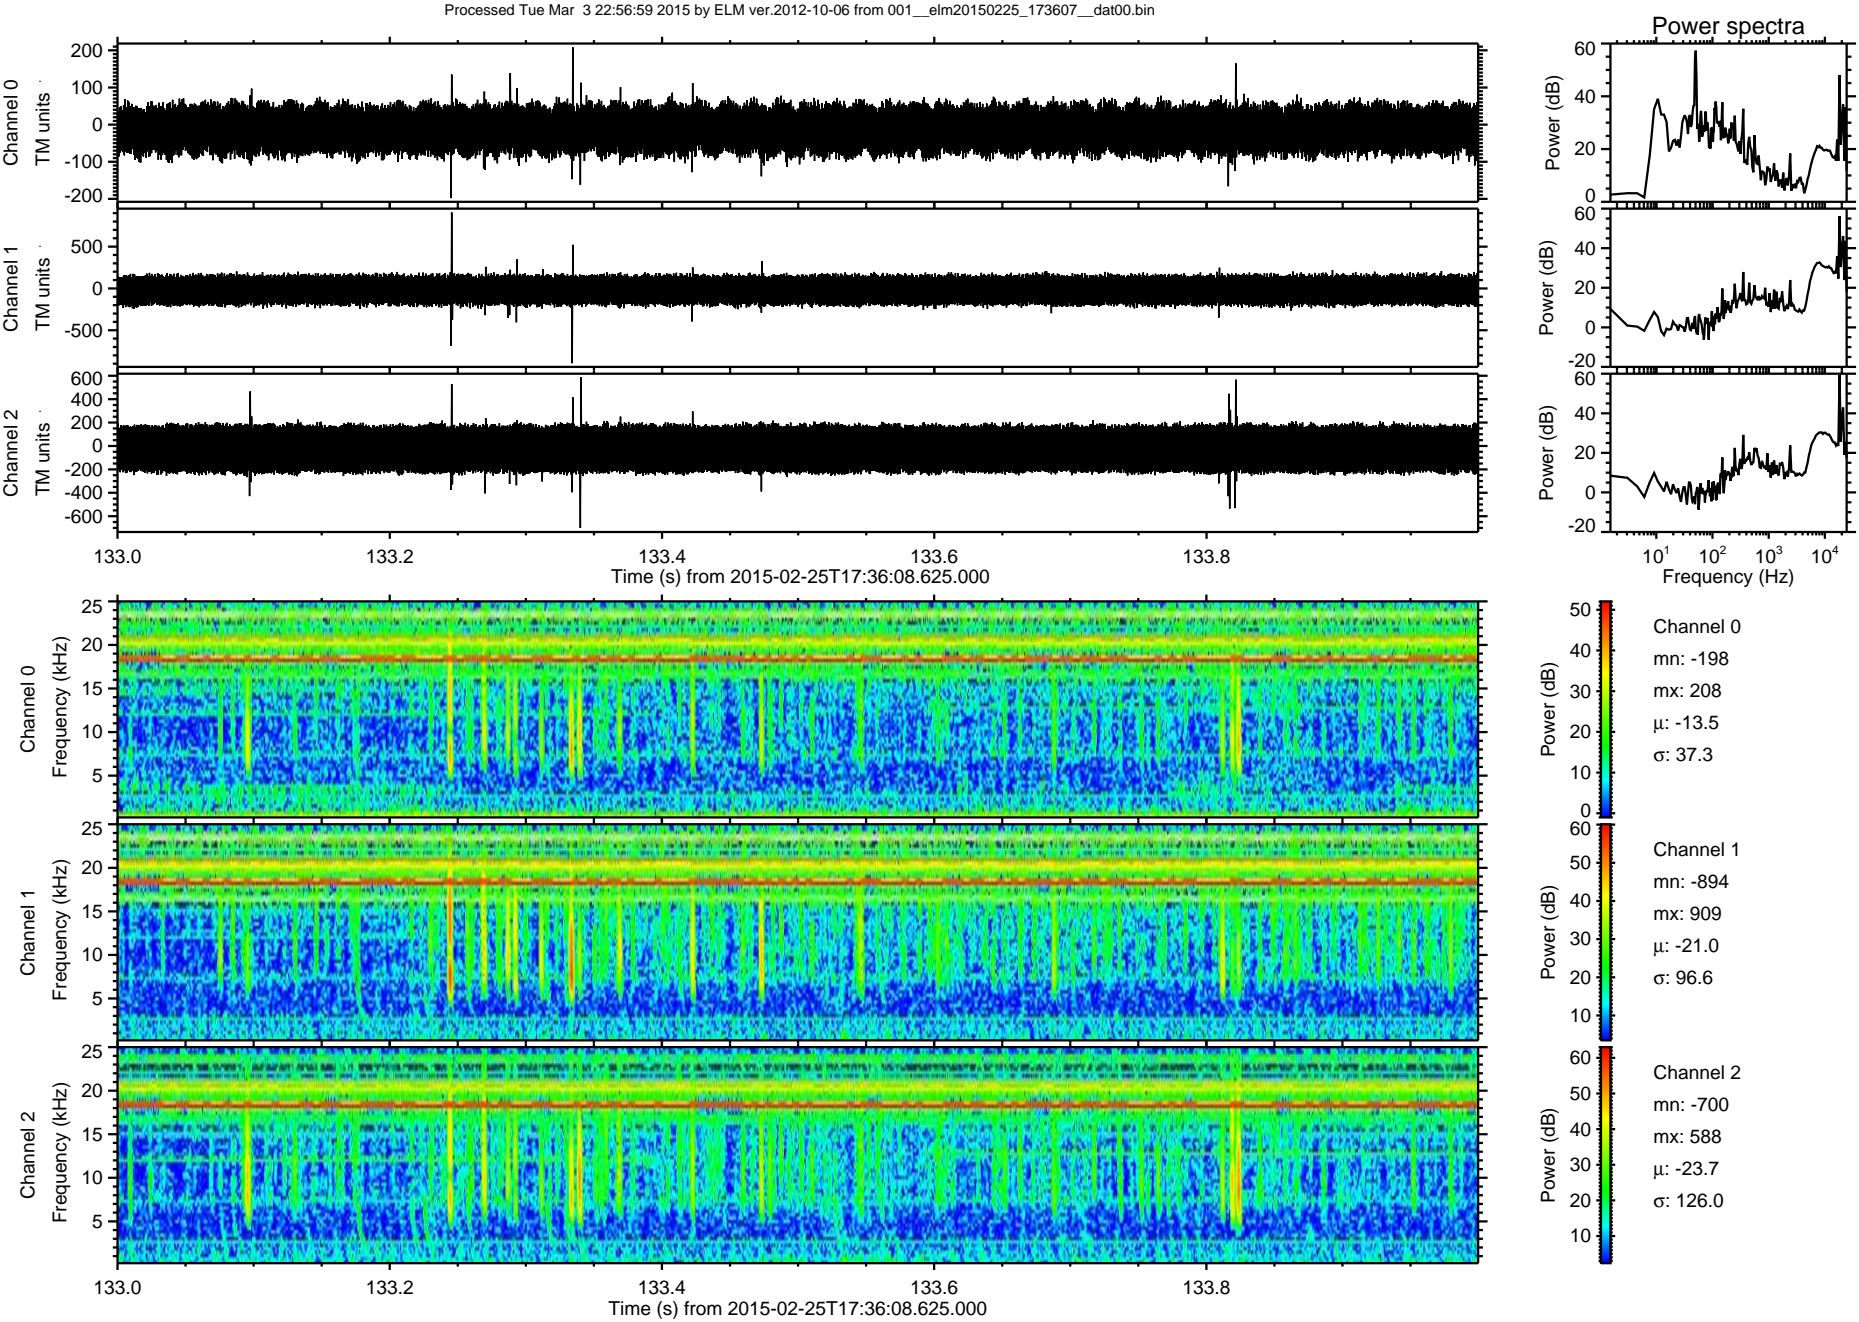 Processed Tue Mar  3 22:56:59 2015 by ELM ver.2012-10-06 from 001__elm20150225_173607__dat00.bin
Power spectra
Channel 0
TM units
200
100
0
-100
-200
Power (dB)
60
40
20
0
Channel 1
TM units
500
0
-500
Power (dB)
60
40
20
0
-20
Channel 2
TM units
600
400
200
0
-200
-400
-600
Power (dB)
60
40
20
0
-20
133.0 133.2 133.4 133.6 133.8
Time (s) from 2015-02-25T17:36:08.625.000
10^1 10^2 10^3 10^4
Frequency (Hz)
Channel 0
Frequency (kHz)
25
20
15
10
5
Power (dB)
50
40
30
20
10
0
Channel 0
mn: -198
mx: 208
μ: -13.5
σ: 37.3
Channel 1
Frequency (kHz)
25
20
15
10
5
Power (dB)
60
50
40
30
20
10
Channel 1
mn: -894
mx: 909
μ: -21.0
σ: 96.6
Channel 2
Frequency (kHz)
25
20
15
10
5
Power (dB)
60
50
40
30
20
10
Channel 2
mn: -700
mx: 588
μ: -23.7
σ: 126.0
133.0 133.2 133.4 133.6 133.8
Time (s) from 2015-02-25T17:36:08.625.000